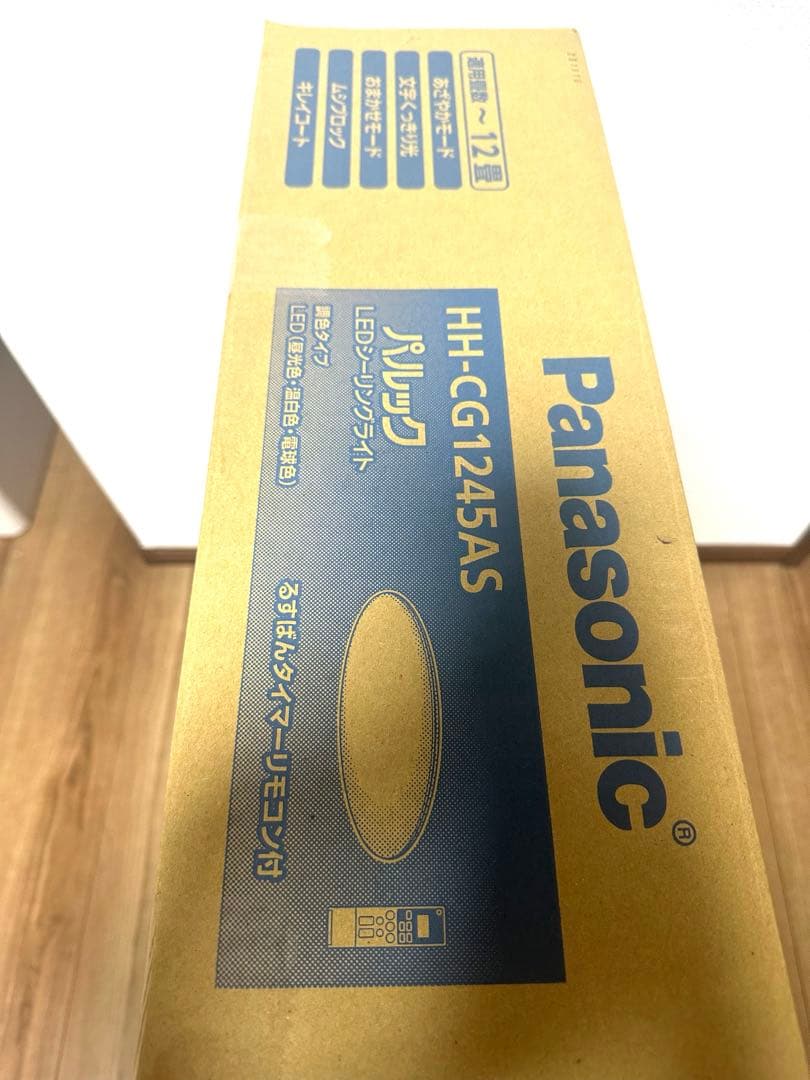 Panasonic®
HH-CG1245AS
パルック
LEDシーリングライト
調色タイプ
LED(昼光色・温白色・電球色)
るすばんタイマーリモコン付
適用畳数~12畳
あざやかモード
文字くっきり光
おまかせモード
ムシブロック
キレイコート